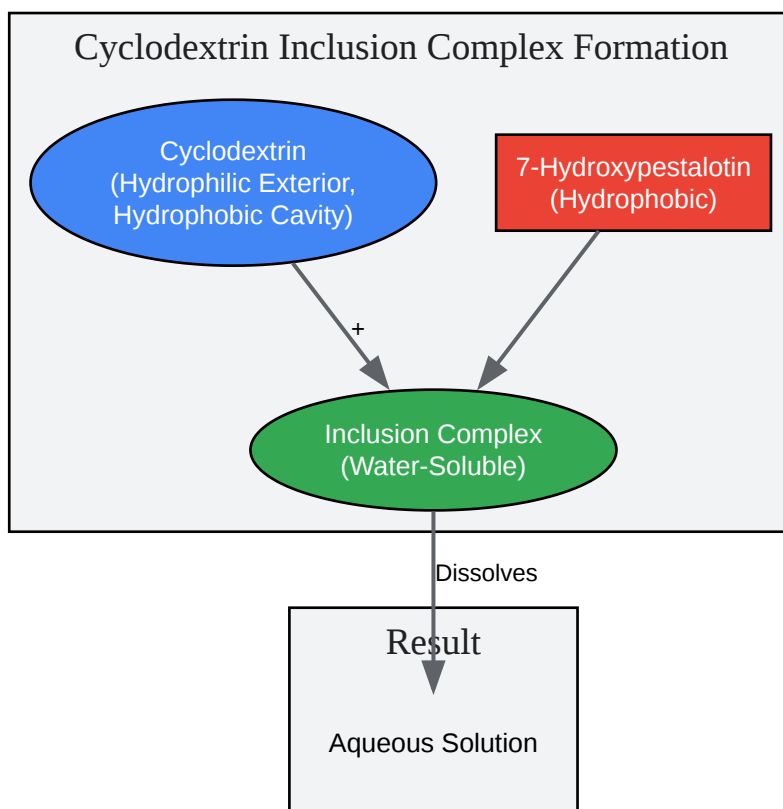 Cyclodextrin Inclusion Complex Formation
Cyclodextrin
(Hydrophilic Exterior,
Hydrophobic Cavity)
7-Hydroxypestalotin
(Hydrophobic)
+
Inclusion Complex
(Water-Soluble)
Dissolves
Result
Aqueous Solution